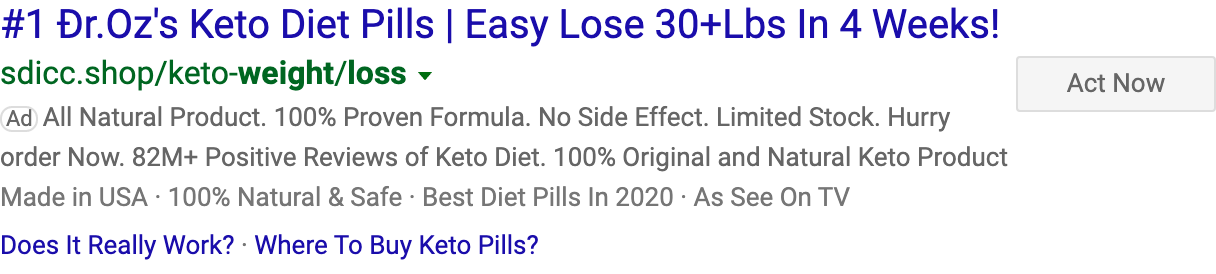 #1 Đr.Oz's Keto Diet Pills | Easy Lose 30+Lbs In 4 Weeks!
sdicc.shop/keto-weight/loss
Act Now
Ad All Natural Product. 100% Proven Formula. No Side Effect. Limited Stock. Hurry
order Now. 82M+ Positive Reviews of Keto Diet. 100% Original and Natural Keto Product
Made in USA · 100% Natural & Safe · Best Diet Pills In 2020 · As See On TV
Does It Really Work? · Where To Buy Keto Pills?